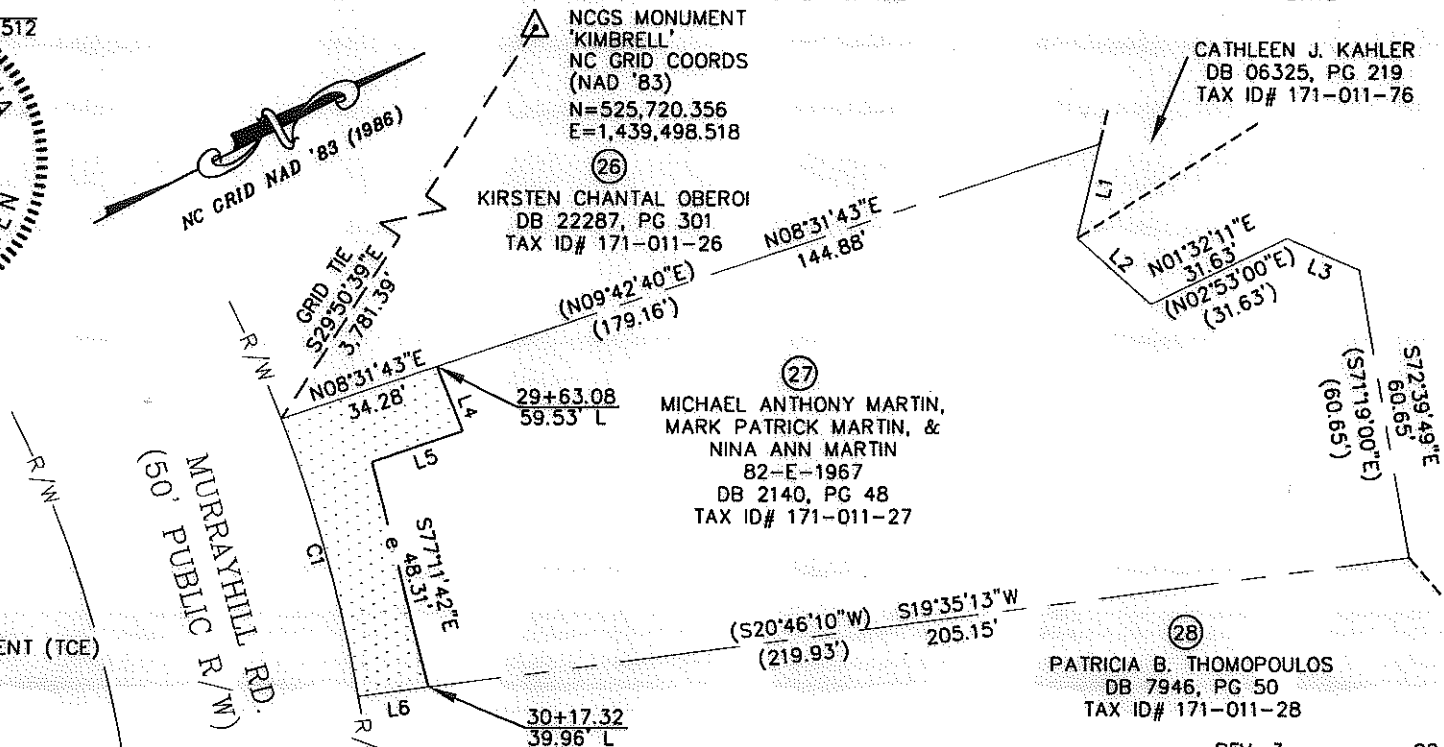 512
NCGS MONUMENT
'KIMBRELL'
NC GRID COORDS
(NAD '83)
N=525,720.356
E=1,439,498.518
CATHLEEN J. KAHLER
DB 06325, PG 219
TAX ID# 171-011-76
NC GRID NAD '83 (1986)
26
KIRSTEN CHANTAL OBEROI
DB 22287, PG 301
TAX ID# 171-011-26
GRID TIE
S29°50'39"E
3,781.39'
N08°31'43"E
144.88'
(N09°42'40"E)
(179.16')
L1
L2
N01°32'11"E
31.63'
(N02°53'00"E)
(31.63')
L3
R/W
N08°31'43"E
34.28'
29+63.08
59.53' L
L4
L5
27
MICHAEL ANTHONY MARTIN,
MARK PATRICK MARTIN, &
NINA ANN MARTIN
82-E-1967
DB 2140, PG 48
TAX ID# 171-011-27
S72°39'49"E
60.65'
(S71°19'00"E)
(60.65')
R/W
MURRAYHILL RD.
(50' PUBLIC R/W)
C1
e
S77°11'42"E
48.31'
(S20°46'10"W)
(219.93')
S19°35'13"W
205.15'
28
PATRICIA B. THOMOPOULOS
DB 7946, PG 50
TAX ID# 171-011-28
ENT (TCE)
L6
R/
30+17.32
39.96' L